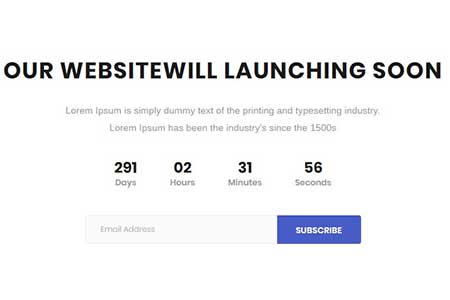 OUR WEBSITEWILL LAUNCHING SOON
Lorem Ipsum is simply dummy text of the printing and typesetting industry.
Lorem Ipsum has been the industry's since the 1500s
291 02 31 56
Days Hours Minutes Seconds
Email Address SUBSCRIBE